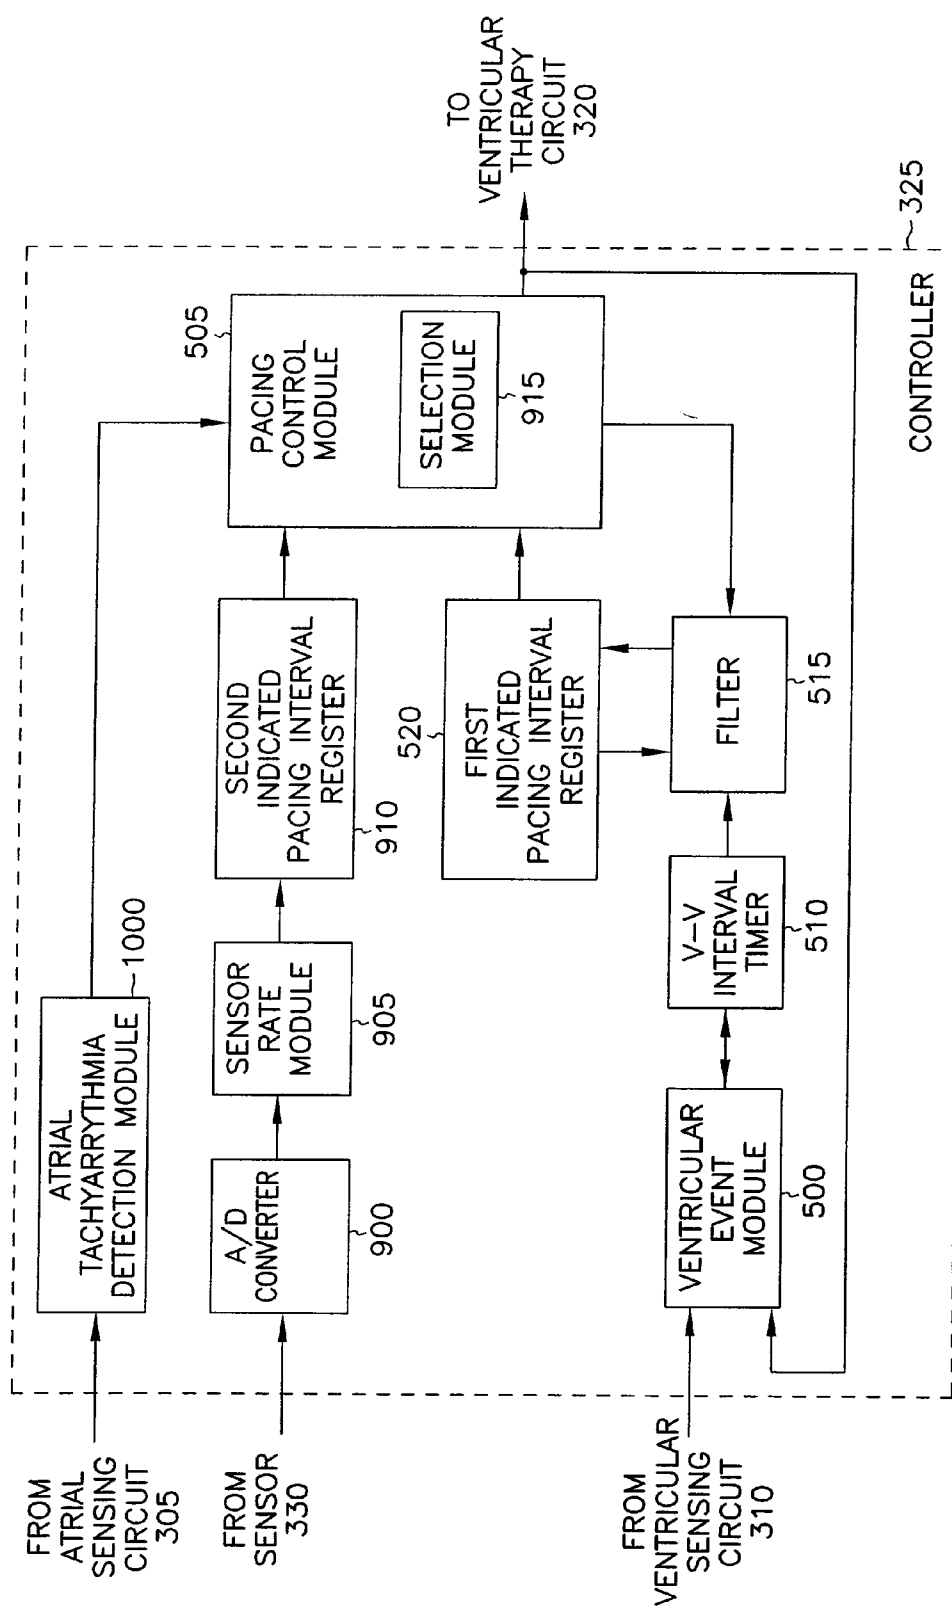 FROM
ATRIAL
SENSING
CIRCUIT
305
ATRIAL
TACHYARRYTHMIA
DETECTION MODULE
1000
FROM
SENSOR
330
A/D
CONVERTER
900
SENSOR
RATE
MODULE
905
SECOND
INDICATED
PACING INTERVAL
REGISTER
910
505
PACING
CONTROL
MODULE
SELECTION
MODULE
915
TO
VENTRICULAR
THERAPY
CIRCUIT
320
520
FIRST
INDICATED
PACING INTERVAL
REGISTER
FROM
VENTRICULAR
SENSING
CIRCUIT
310
VENTRICULAR
EVENT
MODULE
500
V-V
INTERVAL
TIMER
510
FILTER
515
CONTROLLER
325